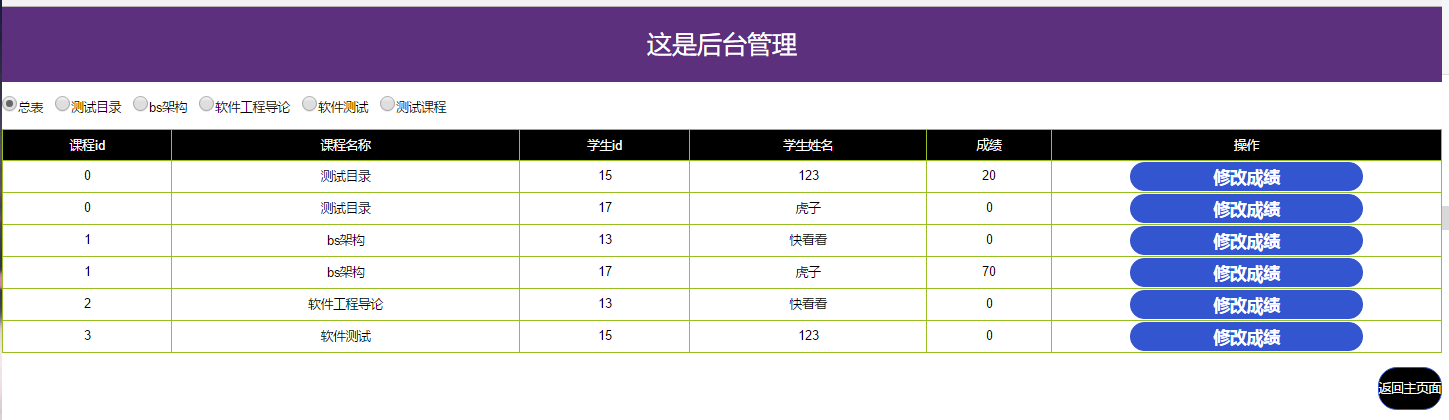 这是后台管理
总表 测试目录 bs架构 软件工程导论 软件测试 测试课程
课程id 课程名称 学生id 学生姓名 成绩 操作
0 测试目录 15 123 20 修改成绩
0 测试目录 17 虎子 0 修改成绩
1 bs架构 13 快看看 0 修改成绩
1 bs架构 17 虎子 70 修改成绩
2 软件工程导论 13 快看看 0 修改成绩
3 软件测试 15 123 0 修改成绩
返回主页面